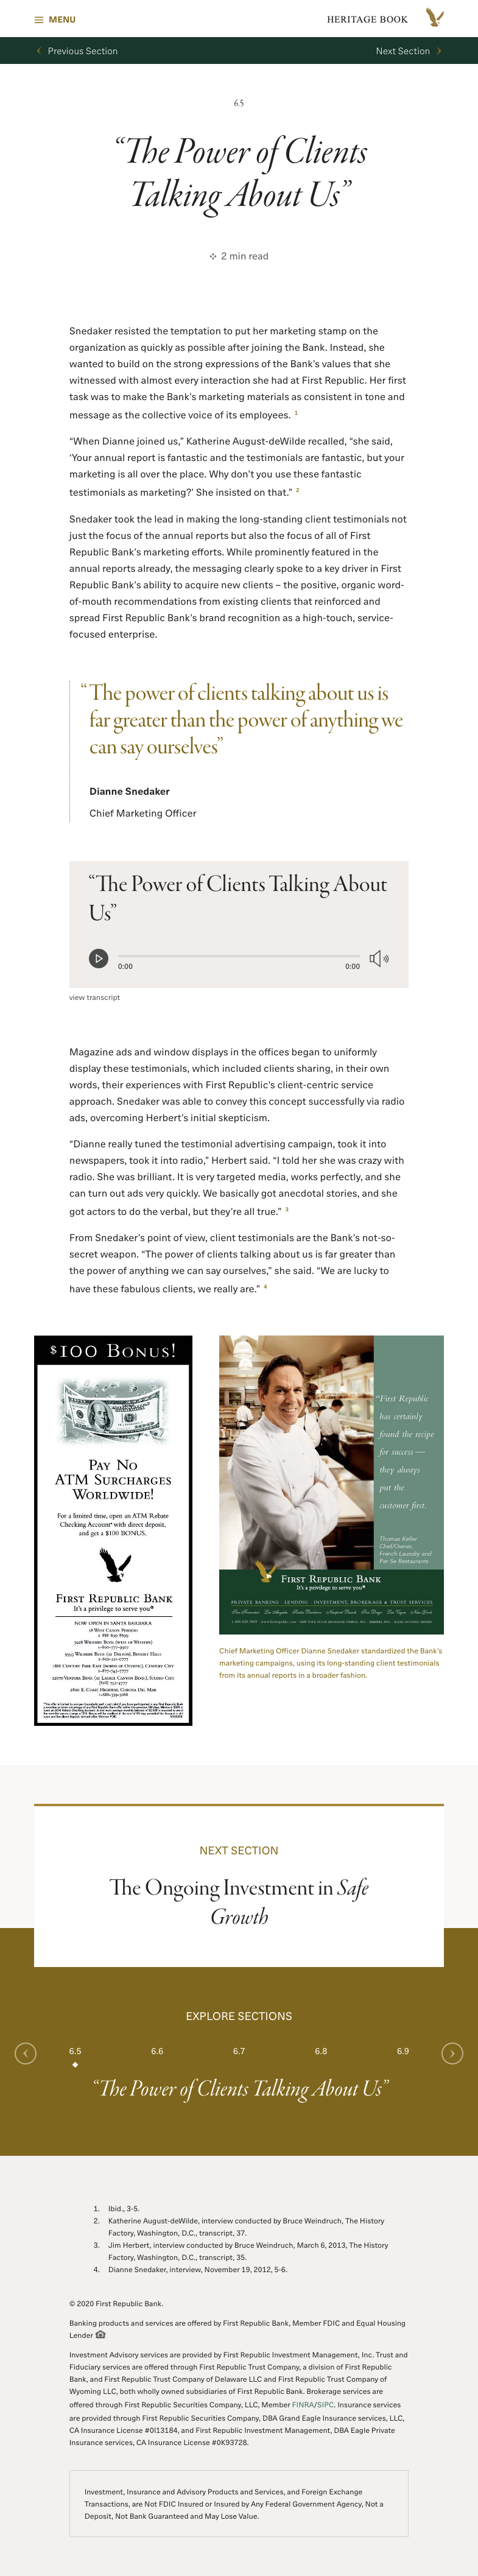 MENU
HERITAGE BOOK
Previous Section
Next Section
6.5
“The Power of Clients
Talking About Us”
2 min read
Snedaker resisted the temptation to put her marketing stamp on the
organization as quickly as possible after joining the Bank. Instead, she
wanted to build on the strong expressions of the Bank’s values that she
witnessed with almost every interaction she had at First Republic. Her first
task was to make the Bank’s marketing materials as consistent in tone and
message as the collective voice of its employees. 1
“When Dianne joined us,” Katherine August-deWilde recalled, “she said,
‘Your annual report is fantastic and the testimonials are fantastic, but your
marketing is all over the place. Why don’t you use these fantastic
testimonials as marketing?’ She insisted on that.” 2
Snedaker took the lead in making the long-standing client testimonials not
just the focus of the annual reports but also the focus of all of First
Republic Bank’s marketing efforts. While prominently featured in the
annual reports already, the messaging clearly spoke to a key driver in First
Republic Bank’s ability to acquire new clients – the positive, organic word-
of-mouth recommendations from existing clients that reinforced and
spread First Republic Bank’s brand recognition as a high-touch, service-
focused enterprise.
“The power of clients talking about us is
far greater than the power of anything we
can say ourselves”
Dianne Snedaker
Chief Marketing Officer
“The Power of Clients Talking About
Us”
0:00
0:00
view transcript
Magazine ads and window displays in the offices began to uniformly
display these testimonials, which included clients sharing, in their own
words, their experiences with First Republic’s client-centric service
approach. Snedaker was able to convey this concept successfully via radio
ads, overcoming Herbert’s initial skepticism.
“Dianne really tuned the testimonial advertising campaign, took it into
newspapers, took it into radio,” Herbert said. “I told her she was crazy with
radio. She was brilliant. It is very targeted media, works perfectly, and she
can turn out ads very quickly. We basically got anecdotal stories, and she
got actors to do the verbal, but they’re all true.” 3
From Snedaker’s point of view, client testimonials are the Bank’s not-so-
secret weapon. “The power of clients talking about us is far greater than
the power of anything we can say ourselves,” she said. “We are lucky to
have these fabulous clients, we really are.” 4
$100 BONUS!
PAY NO
ATM SURCHARGES
WORLDWIDE!
For a limited time, open an ATM Rebate
Checking Account* with direct deposit,
and get a $100 BONUS.
FIRST REPUBLIC BANK
It’s a privilege to serve you®
NOW OPEN IN SANTA BARBARA
“First Republic
has certainly
found the recipe
for success —
they always
put the
customer first.
Thomas Keller
Chef/Owner,
French Laundry and
Per Se Restaurants
FIRST REPUBLIC BANK
It’s a privilege to serve you®
PRIVATE BANKING · LENDING · INVESTMENT, BROKERAGE & TRUST SERVICES
Chief Marketing Officer Dianne Snedaker standardized the Bank’s
marketing campaigns, using its long-standing client testimonials
from its annual reports in a broader fashion.
NEXT SECTION
The Ongoing Investment in Safe
Growth
EXPLORE SECTIONS
6.5
6.6
6.7
6.8
6.9
“The Power of Clients Talking About Us”
1. Ibid., 3-5.
2. Katherine August-deWilde, interview conducted by Bruce Weindruch, The History
Factory, Washington, D.C., transcript, 37.
3. Jim Herbert, interview conducted by Bruce Weindruch, March 6, 2013, The History
Factory, Washington, D.C., transcript, 35.
4. Dianne Snedaker, interview, November 19, 2012, 5-6.
© 2020 First Republic Bank.
Banking products and services are offered by First Republic Bank, Member FDIC and Equal Housing
Lender
Investment Advisory services are provided by First Republic Investment Management, Inc. Trust and
Fiduciary services are offered through First Republic Trust Company, a division of First Republic
Bank, and First Republic Trust Company of Delaware LLC and First Republic Trust Company of
Wyoming LLC, both wholly owned subsidiaries of First Republic Bank. Brokerage services are
offered through First Republic Securities Company, LLC, Member FINRA/SIPC. Insurance services
are provided through First Republic Securities Company, DBA Grand Eagle Insurance services, LLC,
CA Insurance License #0I13184, and First Republic Investment Management, DBA Eagle Private
Insurance services, CA Insurance License #0K93728.
Investment, Insurance and Advisory Products and Services, and Foreign Exchange
Transactions, are Not FDIC Insured or Insured by Any Federal Government Agency, Not a
Deposit, Not Bank Guaranteed and May Lose Value.